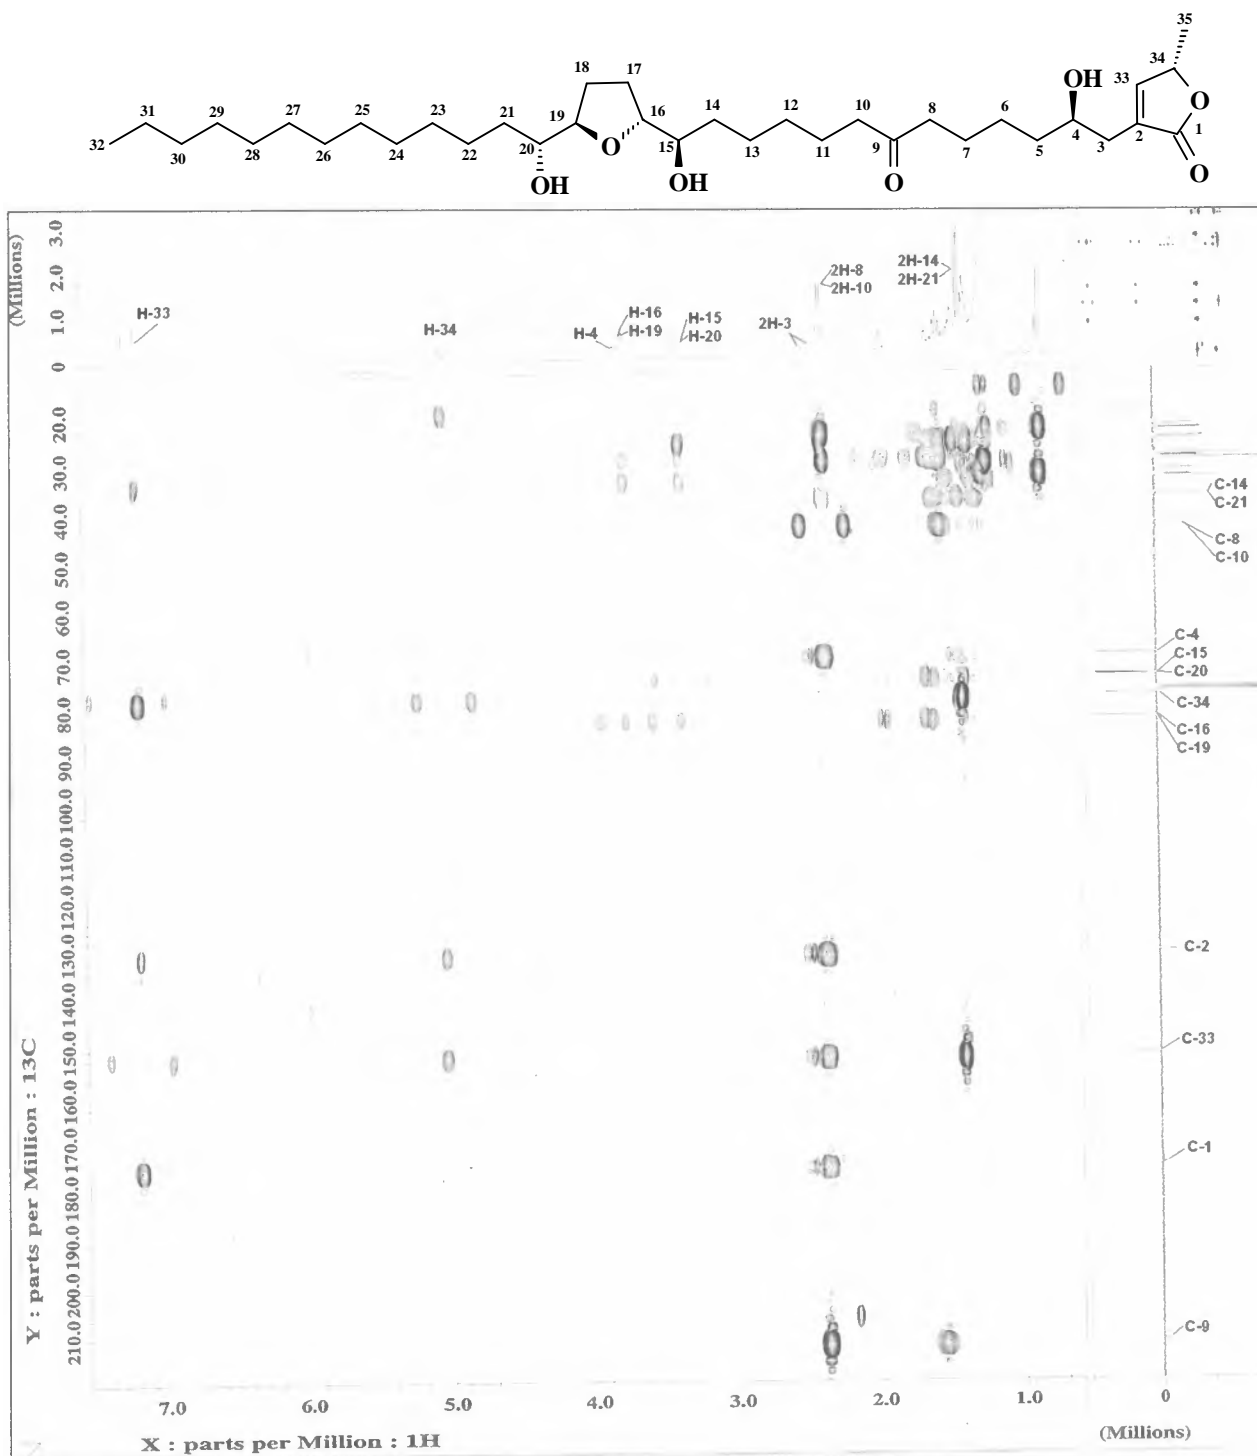 35
34
33
OH
O
1
2
3
4
5
6
7
8
9
O
10
11
12
13
14
15
OH
16
17
18
19
O
20
OH
21
22
23
24
25
26
27
28
29
30
31
32
O
(Millions)
3.0
2.0
1.0
0
H-33
H-34
H-4
H-16
H-19
H-15
H-20
2H-3
2H-8
2H-10
2H-14
2H-21
Y : parts per Million : 13C
20.0
30.0
40.0
50.0
60.0
70.0
80.0
90.0
100.0
110.0
120.0
130.0
140.0
150.0
160.0
170.0
180.0
190.0
200.0
210.0
C-14
C-21
C-8
C-10
C-4
C-15
C-20
C-34
C-16
C-19
C-2
C-33
C-1
C-9
7.0 6.0 5.0 4.0 3.0 2.0 1.0 0
X : parts per Million : 1H
(Millions)